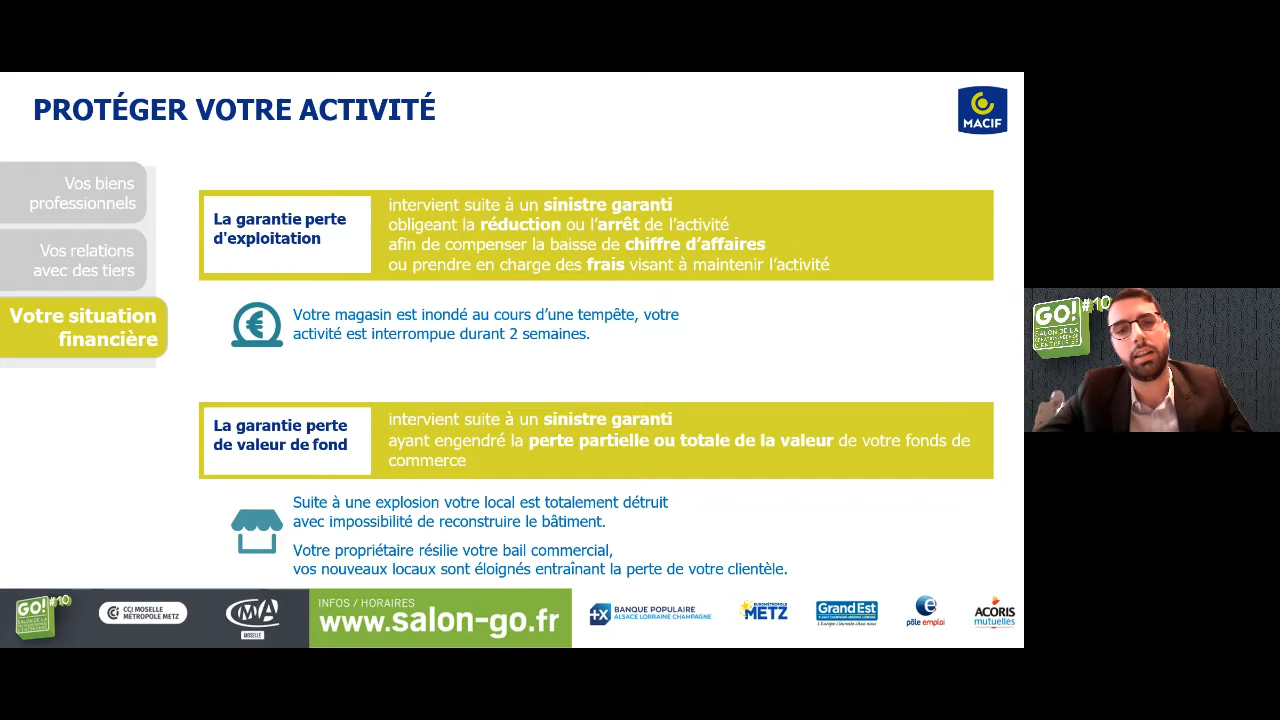 PROTÉGER VOTRE ACTIVITÉ
MACIF
Vos biens
professionnels
Vos relations
avec des tiers
Votre situation
financière
La garantie perte
d'exploitation
intervient suite à un sinistre garanti
obligeant la réduction ou l’arrêt de l’activité
afin de compenser la baisse de chiffre d’affaires
ou prendre en charge des frais visant à maintenir l’activité
€
Votre magasin est inondé au cours d’une tempête, votre
activité est interrompue durant 2 semaines.
La garantie perte
de valeur de fond
intervient suite à un sinistre garanti
ayant engendré la perte partielle ou totale de la valeur de votre fonds de
commerce
Suite à une explosion votre local est totalement détruit
avec impossibilité de reconstruire le bâtiment.
Votre propriétaire résilie votre bail commercial,
vos nouveaux locaux sont éloignés entraînant la perte de votre clientèle.
GO! #10
SALON DE LA
GO! #10
CCI MOSELLE
MÉTROPOLE METZ
CMA
MOSELLE
INFOS / HORAIRES
www.salon-go.fr
BANQUE POPULAIRE
ALSACE LORRAINE CHAMPAGNE
EUROMÉTROPOLE
METZ
Grand Est
pôle emploi
ACORIS
mutuelles